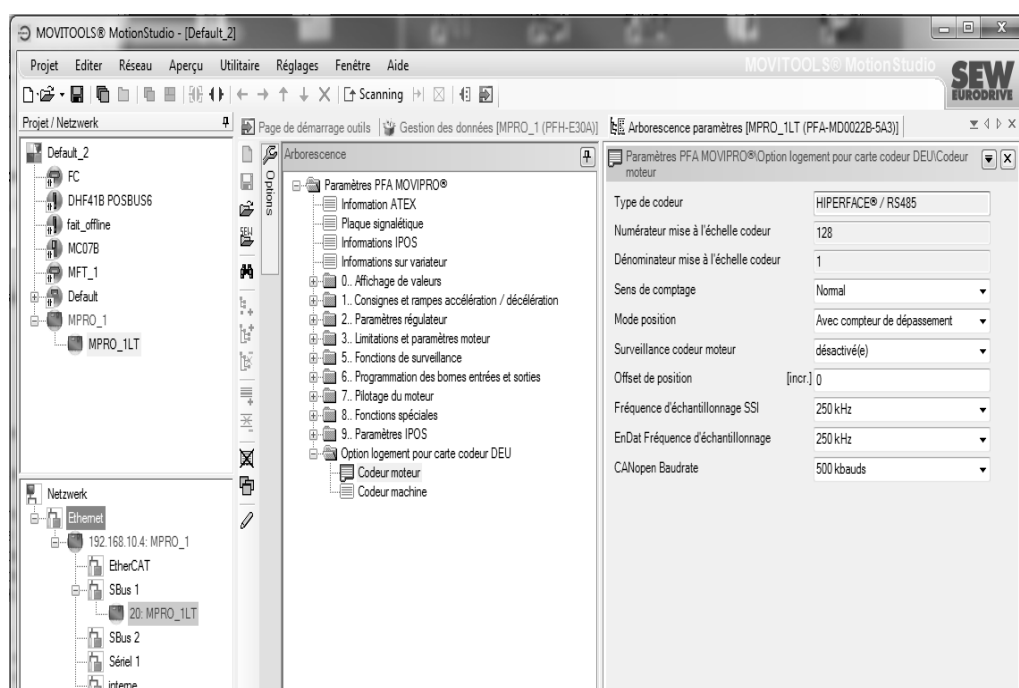 MOVITOOLS® MotionStudio - [Default_2]
Projet Editer Réseau Aperçu Utilitaire Réglages Fenêtre Aide
MOVITOOLS® MotionStudio
SEW
EURODRIVE
Scanning
Projet / Netzwerk
Page de démarrage outils
Gestion des données [MPRO_1 (PFH-E30A)]
Arborescence paramètres [MPRO_1LT (PFA-MD0022B-5A3)]
Default_2
FC
DHF41B POSBUS6
fait_offline
MC07B
MFT_1
Default
MPRO_1
MPRO_1LT
Netzwerk
Ethernet
192.168.10.4: MPRO_1
EtherCAT
SBus 1
20: MPRO_1LT
SBus 2
Sériel 1
interne
SEW
Options
Arborescence
Paramètres PFA MOVIPRO®
Information ATEX
Plaque signalétique
Informations IPOS
Informations sur variateur
0.. Affichage de valeurs
1.. Consignes et rampes accélération / décélération
2.. Paramètres régulateur
3.. Limitations et paramètres moteur
5.. Fonctions de surveillance
6.. Programmation des bornes entrées et sorties
7.. Pilotage du moteur
8.. Fonctions spéciales
9.. Paramètres IPOS
Option logement pour carte codeur DEU
Codeur moteur
Codeur machine
Paramètres PFA MOVIPRO®\Option logement pour carte codeur DEU\Codeur
moteur
Type de codeur HIPERFACE® / RS485
Numérateur mise à l'échelle codeur 128
Dénominateur mise à l'échelle codeur 1
Sens de comptage Normal
Mode position Avec compteur de dépassement
Surveillance codeur moteur désactivé(e)
Offset de position [incr.] 0
Fréquence d'échantillonnage SSI 250 kHz
EnDat Fréquence d'échantillonnage 250 kHz
CANopen Baudrate 500 kbauds